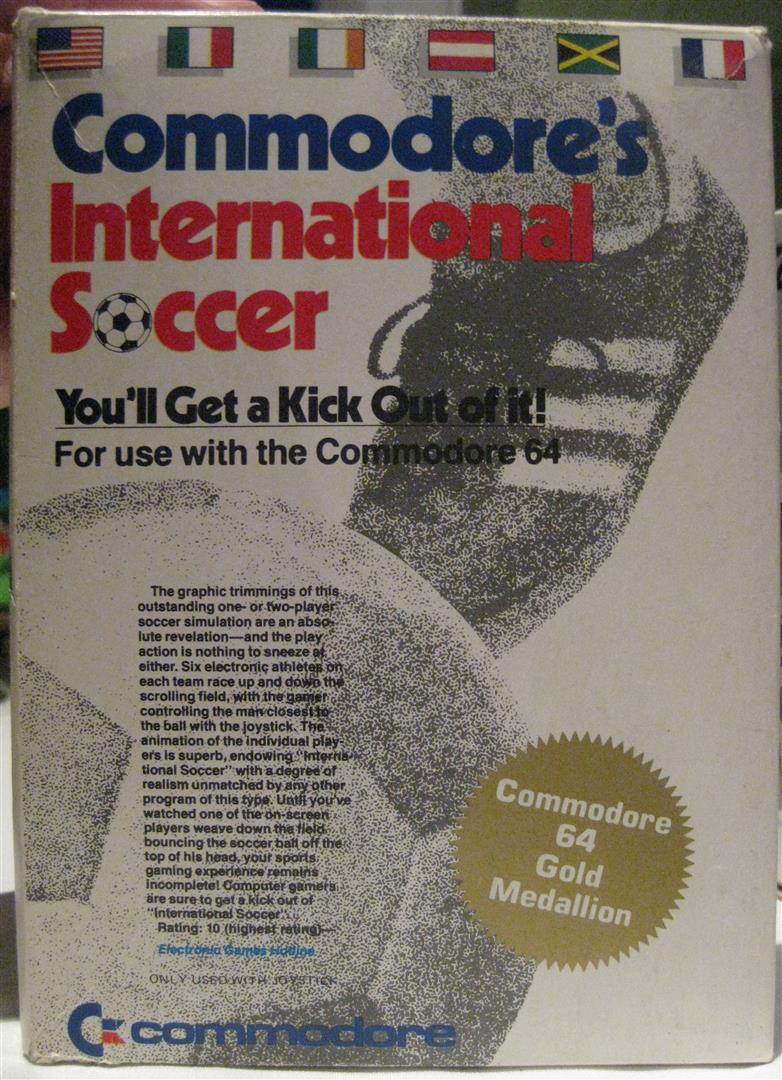 Commodore's
International
Soccer
You'll Get a Kick Out of it!
For use with the Commodore 64
The graphic trimmings of this
outstanding one- or two-player
soccer simulation are an abso-
lute revelation—and the play
action is nothing to sneeze at
either. Six electronic athletes on
each team race up and down the
scrolling field, with the gamer
controlling the man closest to
the ball with the joystick. The
animation of the individual play-
ers is superb, endowing "Interna-
tional Soccer" with a degree of
realism unmatched by any other
program of this type. Until you've
watched one of the on-screen
players weave down the field
bouncing the soccer ball off the
top of his head, your sports
gaming experience remains
incomplete! Computer gamers
are sure to get a kick out of
"International Soccer".
Rating: 10 (highest rating)—
Electronic Games Hotline
ONLY USED WITH JOYSTICK
Commodore
64
Gold
Medallion
commodore